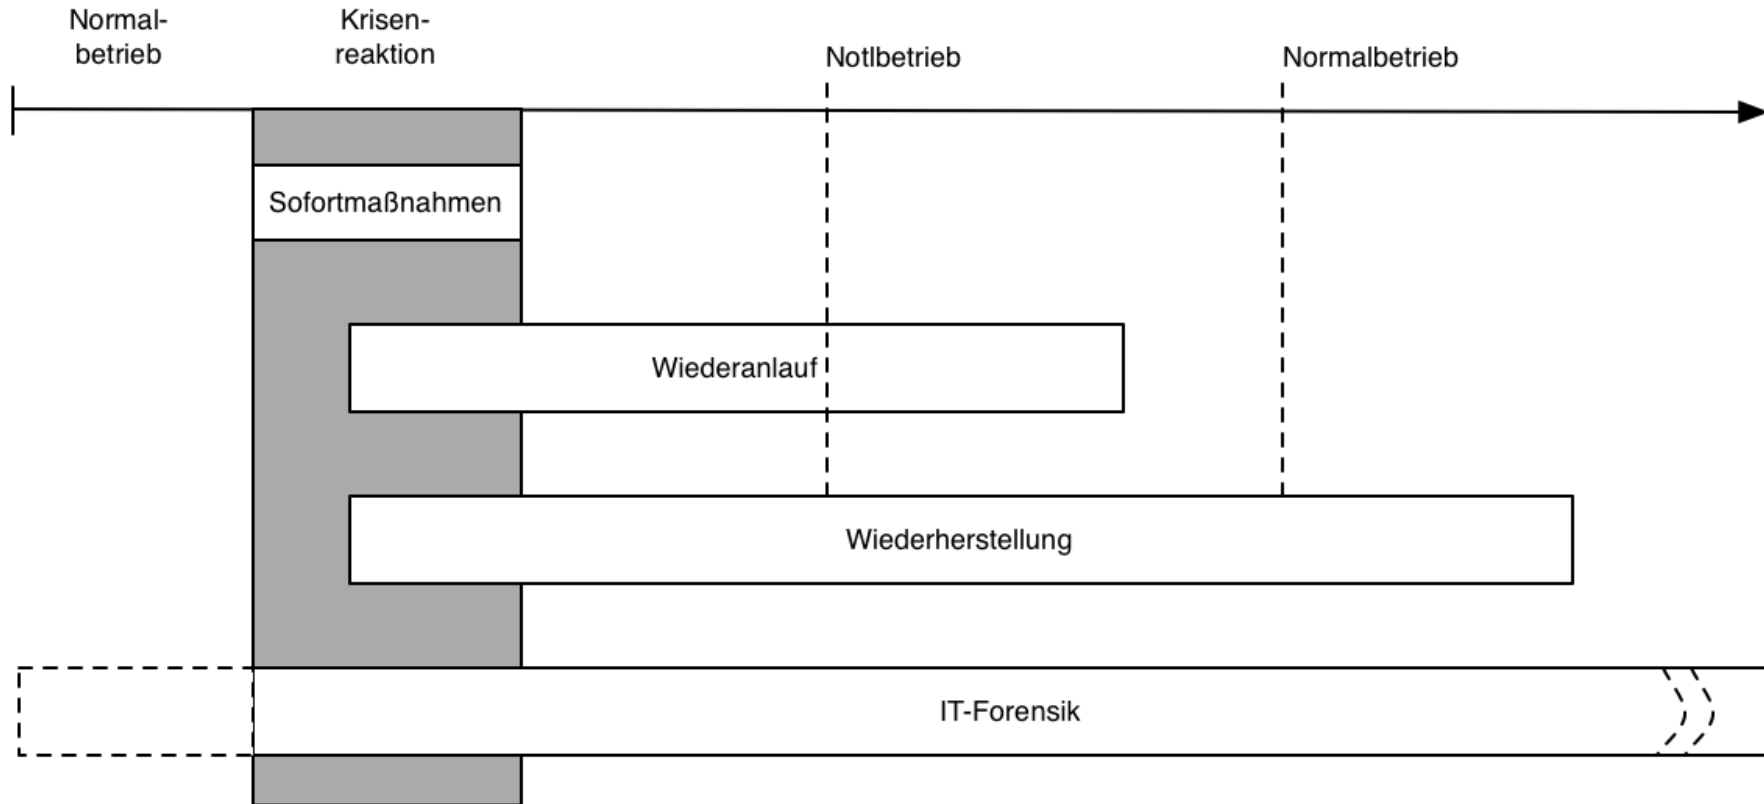 Normal-
betrieb
Krisen-
reaktion
Notlbetrieb
Normalbetrieb
Sofortmaßnahmen
Wiederanlauf
Wiederherstellung
IT-Forensik